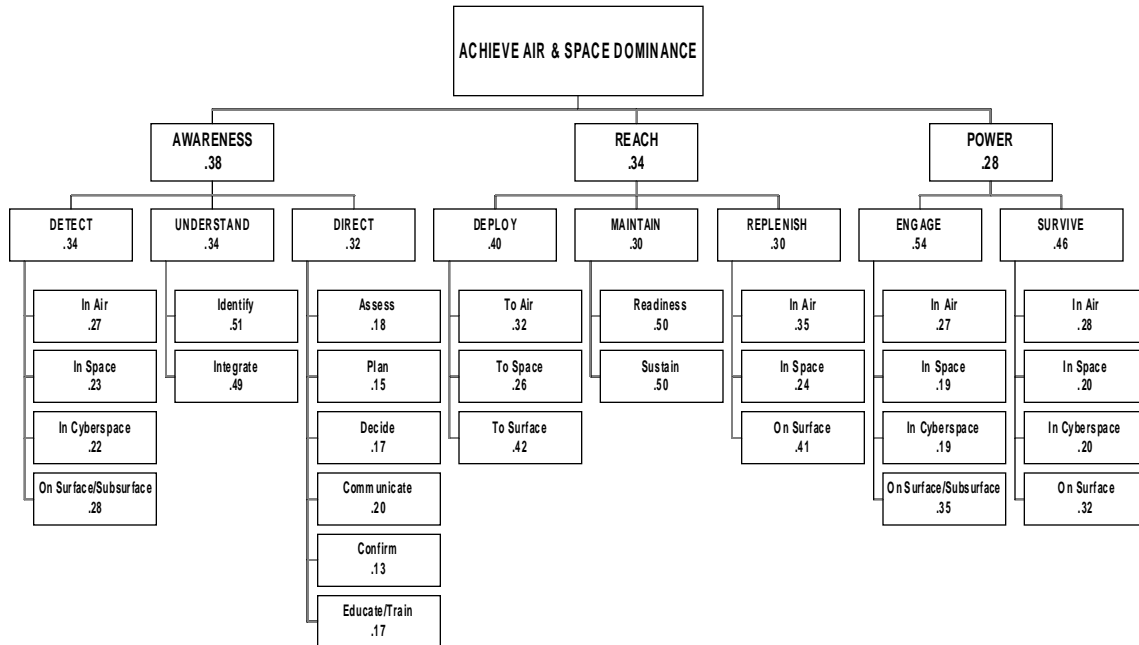 ACHIEVE AIR & SPACE DOMINANCE
AWARENESS
.38
REACH
.34
POWER
.28
DETECT
.34
UNDERSTAND
.34
DIRECT
.32
DEPLOY
.40
MAINTAIN
.30
REPLENISH
.30
ENGAGE
.54
SURVIVE
.46
In Air
.27
In Space
.23
In Cyberspace
.22
On Surface/Subsurface
.28
Identify
.51
Integrate
.49
Assess
.18
Plan
.15
Decide
.17
Communicate
.20
Confirm
.13
Educate/Train
.17
To Air
.32
To Space
.26
To Surface
.42
Readiness
.50
Sustain
.50
In Air
.35
In Space
.24
On Surface
.41
In Air
.27
In Space
.19
In Cyberspace
.19
On Surface/Subsurface
.35
In Air
.28
In Space
.20
In Cyberspace
.20
On Surface
.32